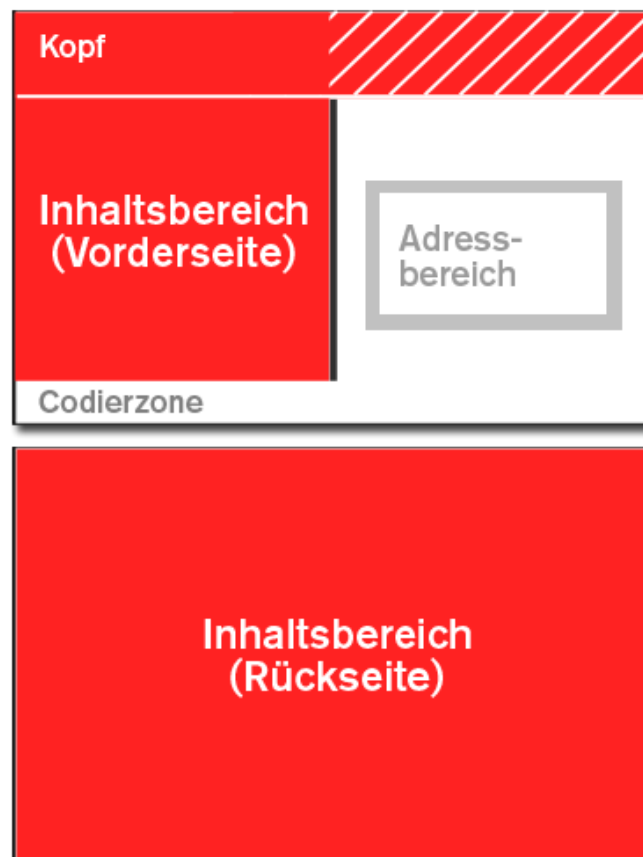 Kopf
Inhaltsbereich
(Vorderseite)
Adress-
bereich
Codierzone
Inhaltsbereich
(Rückseite)